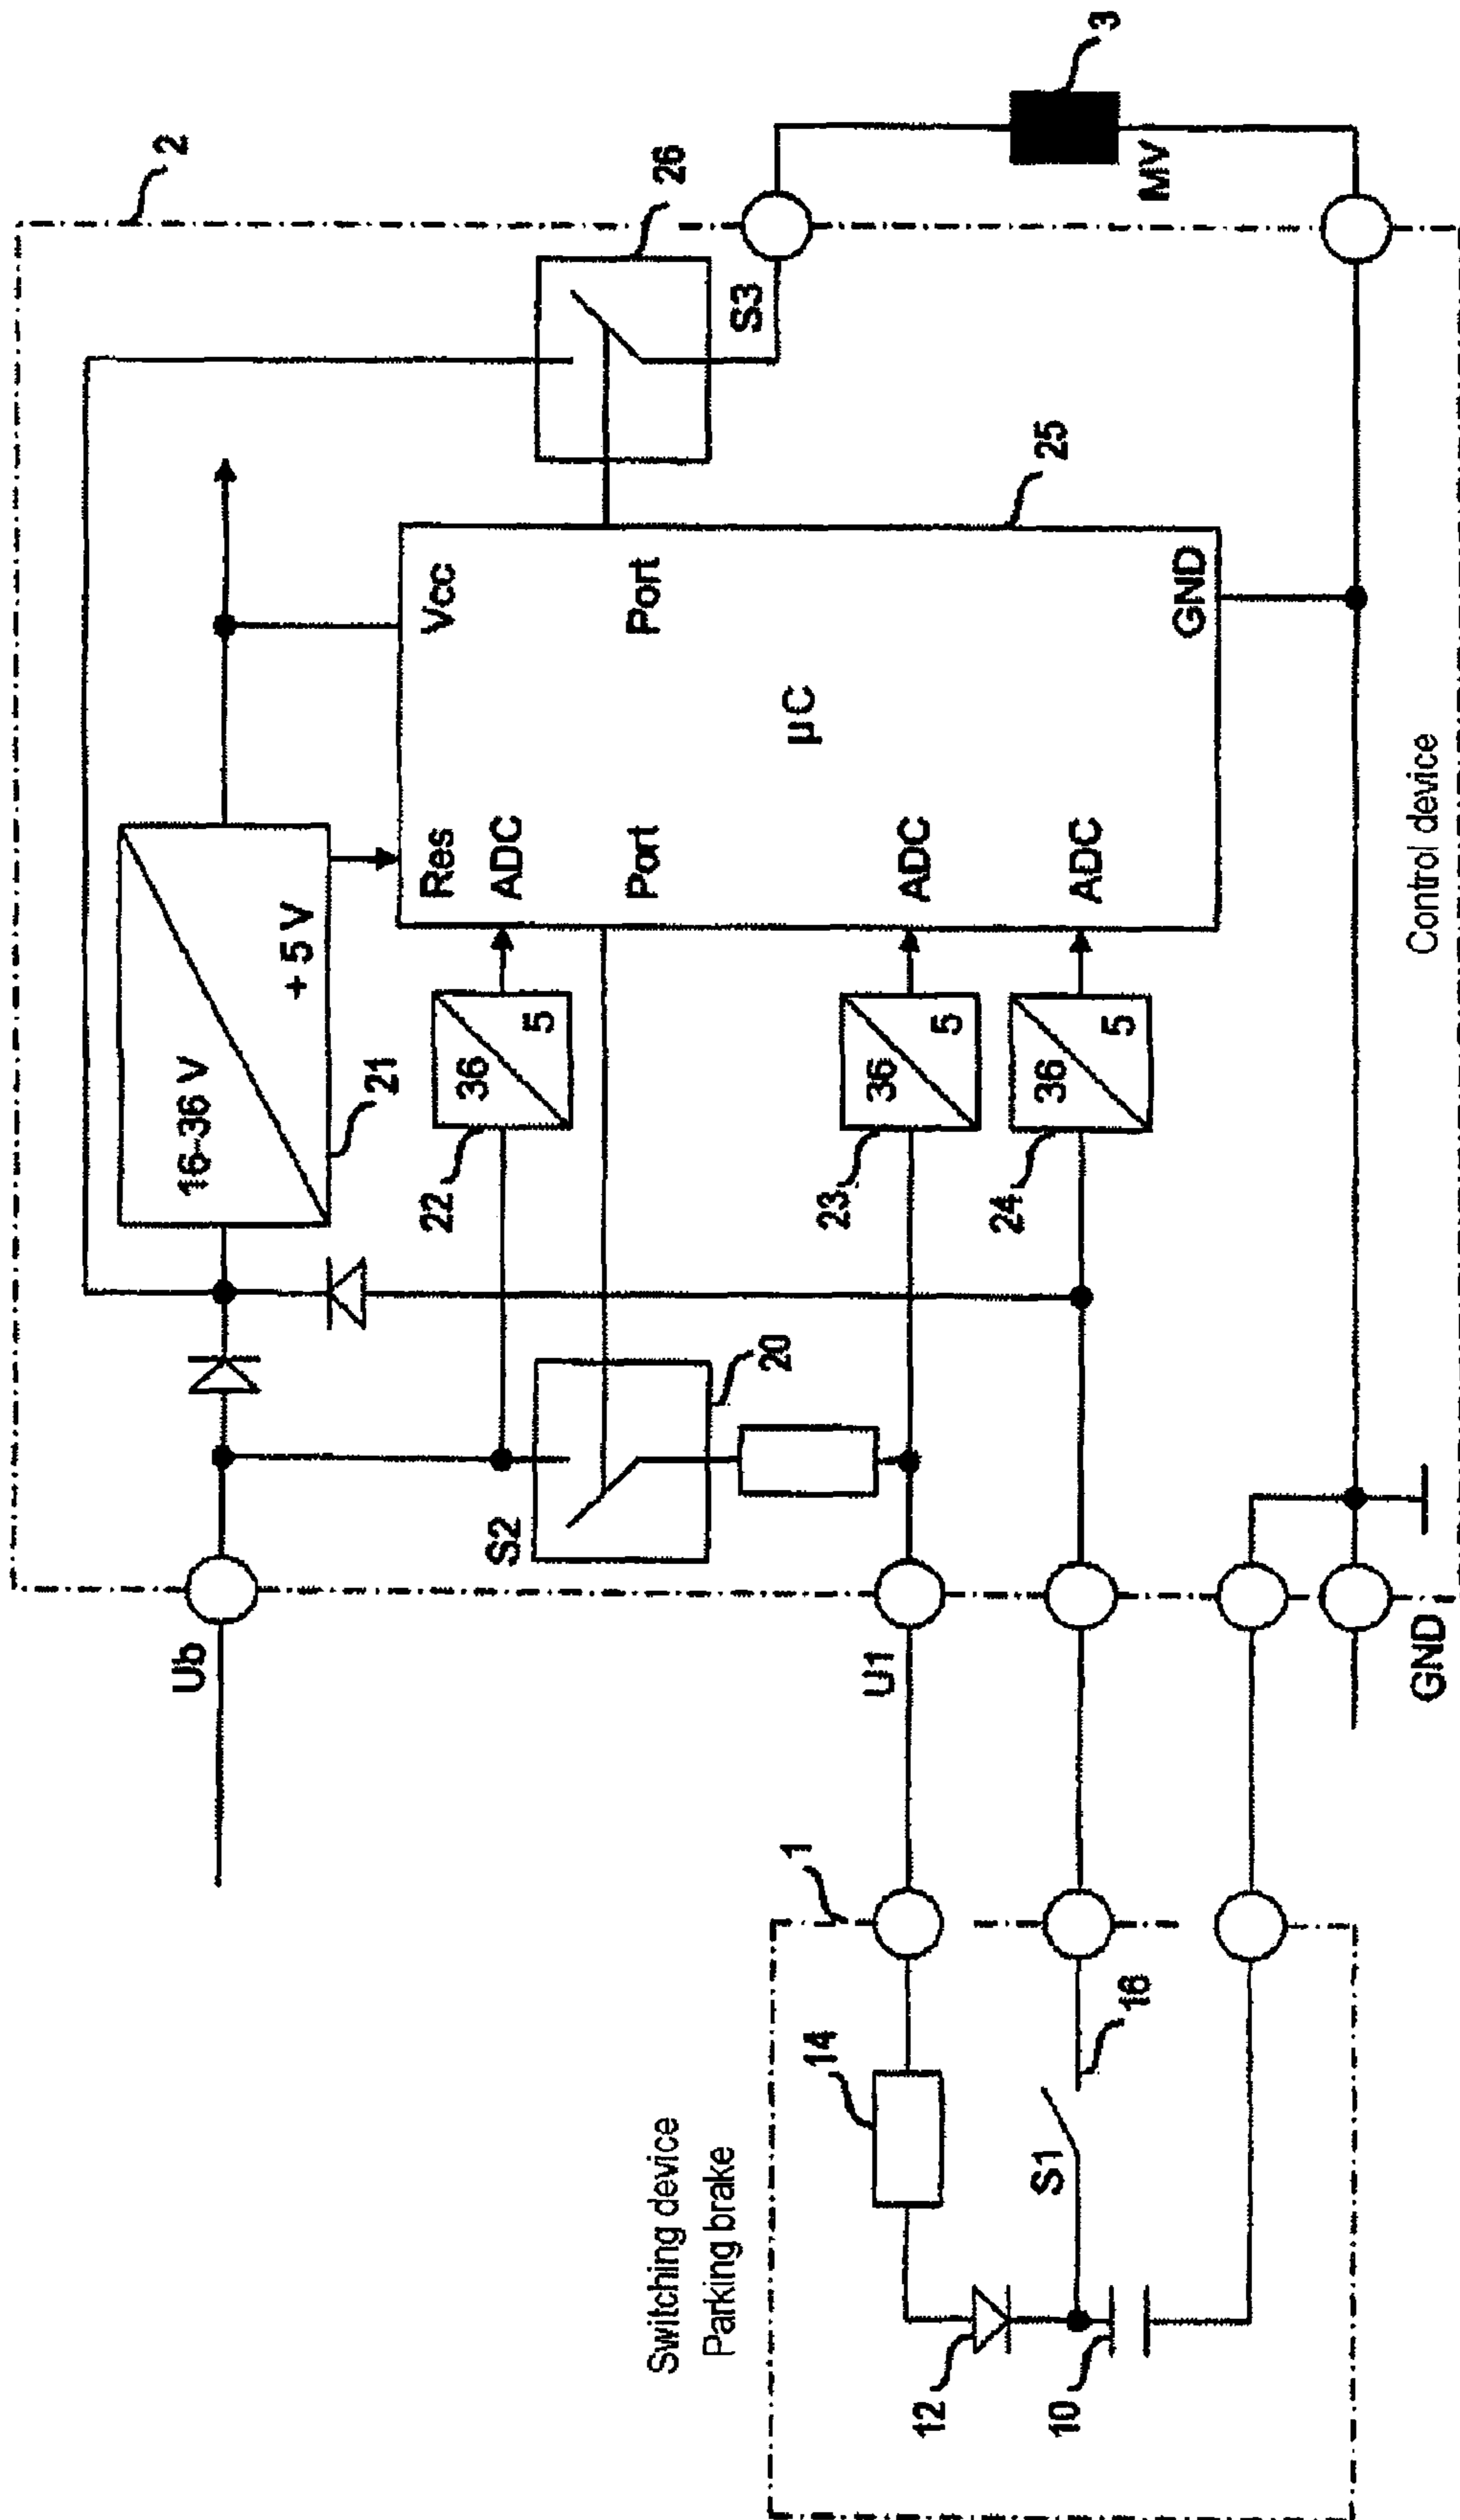 Switching device
Parking brake
1
14
12
S1
16
10
Ub
U1
GND
2
16-36 V
+ 5 V
21
22
36
5
23
36
5
24
36
5
S2
20
Res
Vcc
ADC
Port
Port
µC
ADC
ADC
GND
25
26
S3
3
MV
Control device